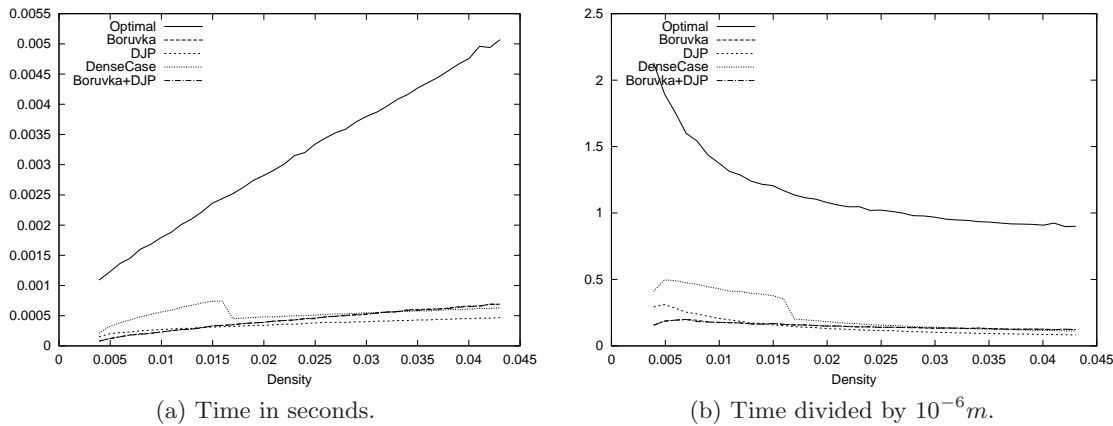 0.0055
0.005
0.0045
0.004
0.0035
0.003
0.0025
0.002
0.0015
0.001
0.0005
0
Optimal
Boruvka
DJP
DenseCase
Boruvka+DJP
0 0.005 0.01 0.015 0.02 0.025 0.03 0.035 0.04 0.045
Density
(a) Time in seconds.
2.5
2
1.5
1
0.5
0
Optimal
Boruvka
DJP
DenseCase
Boruvka+DJP
0 0.005 0.01 0.015 0.02 0.025 0.03 0.035 0.04 0.045
Density
(b) Time divided by 10⁻⁶m.